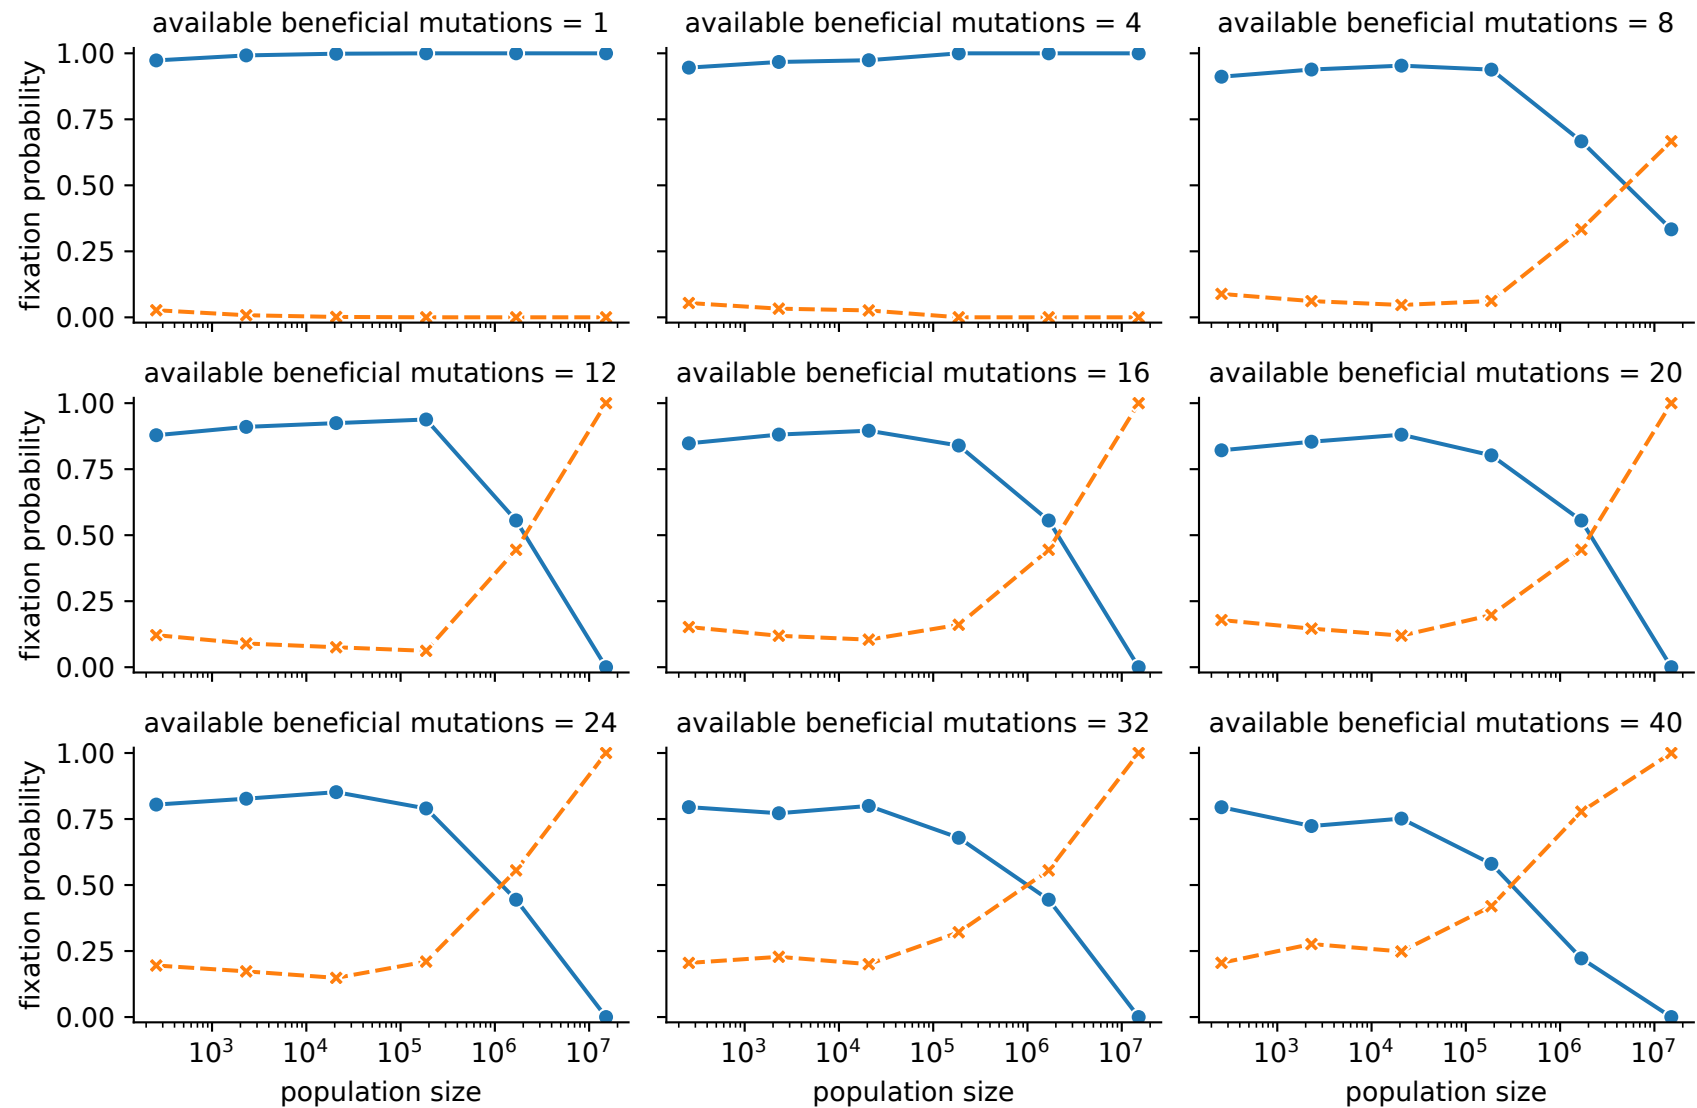 available beneficial mutations = 1
available beneficial mutations = 4
available beneficial mutations = 8
fixation probability
1.00
0.75
0.50
0.25
0.00
available beneficial mutations = 12
available beneficial mutations = 16
available beneficial mutations = 20
fixation probability
1.00
0.75
0.50
0.25
0.00
available beneficial mutations = 24
available beneficial mutations = 32
available beneficial mutations = 40
fixation probability
1.00
0.75
0.50
0.25
0.00
10³ 10⁴ 10⁵ 10⁶ 10⁷
10³ 10⁴ 10⁵ 10⁶ 10⁷
10³ 10⁴ 10⁵ 10⁶ 10⁷
population size
population size
population size